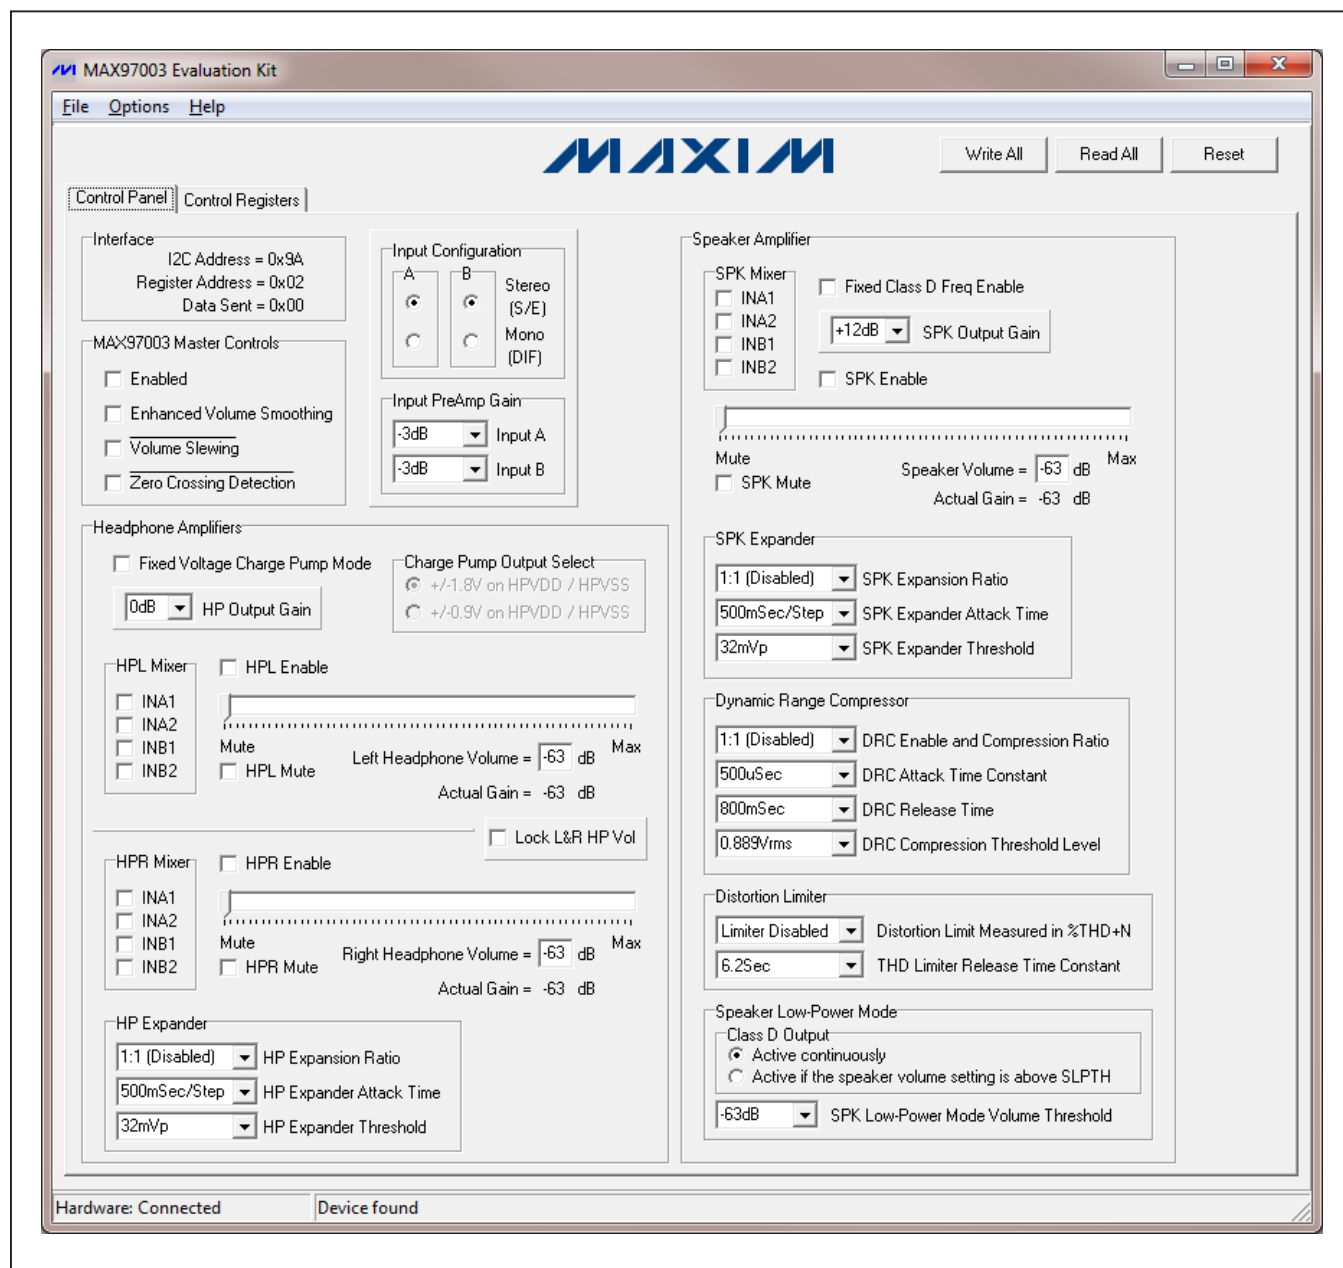 MAX97003 Evaluation Kit
File Options Help
MAXIM
Write All Read All Reset
Control Panel Control Registers
Interface
I2C Address = 0x9A
Register Address = 0x02
Data Sent = 0x00
MAX97003 Master Controls
Enabled
Enhanced Volume Smoothing
Volume Slewing
Zero Crossing Detection
Input Configuration
A B
Stereo
(S/E)
Mono
(DIF)
Input PreAmp Gain
-3dB Input A
-3dB Input B
Headphone Amplifiers
Fixed Voltage Charge Pump Mode
0dB HP Output Gain
Charge Pump Output Select
+/-1.8V on HPVDD / HPVSS
+/-0.9V on HPVDD / HPVSS
HPL Mixer
INA1
INA2
INB1
INB2
HPL Enable
Mute Max
HPL Mute
Left Headphone Volume = -63 dB
Actual Gain = -63 dB
Lock L&R HP Vol
HPR Mixer
INA1
INA2
INB1
INB2
HPR Enable
Mute Max
HPR Mute
Right Headphone Volume = -63 dB
Actual Gain = -63 dB
HP Expander
1:1 (Disabled) HP Expansion Ratio
500mSec/Step HP Expander Attack Time
32mVp HP Expander Threshold
Speaker Amplifier
SPK Mixer
INA1
INA2
INB1
INB2
Fixed Class D Freq Enable
+12dB SPK Output Gain
SPK Enable
Mute Max
SPK Mute
Speaker Volume = -63 dB
Actual Gain = -63 dB
SPK Expander
1:1 (Disabled) SPK Expansion Ratio
500mSec/Step SPK Expander Attack Time
32mVp SPK Expander Threshold
Dynamic Range Compressor
1:1 (Disabled) DRC Enable and Compression Ratio
500uSec DRC Attack Time Constant
800mSec DRC Release Time
0.889Vrms DRC Compression Threshold Level
Distortion Limiter
Limiter Disabled Distortion Limit Measured in %THD+N
6.2Sec THD Limiter Release Time Constant
Speaker Low-Power Mode
Class D Output
Active continuously
Active if the speaker volume setting is above SLPTH
-63dB SPK Low-Power Mode Volume Threshold
Hardware: Connected Device found